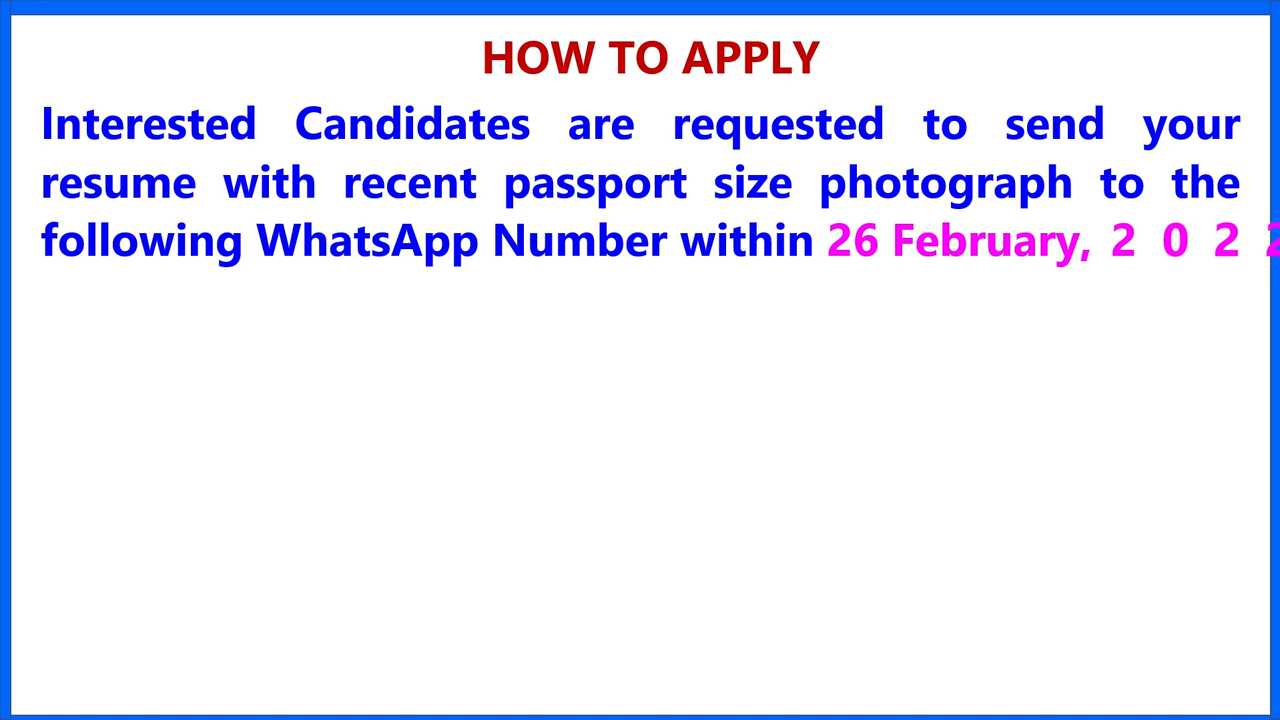 HOW TO APPLY
Interested Candidates are requested to send your
resume with recent passport size photograph to the
following WhatsApp Number within 26 February, 2 0 2 2